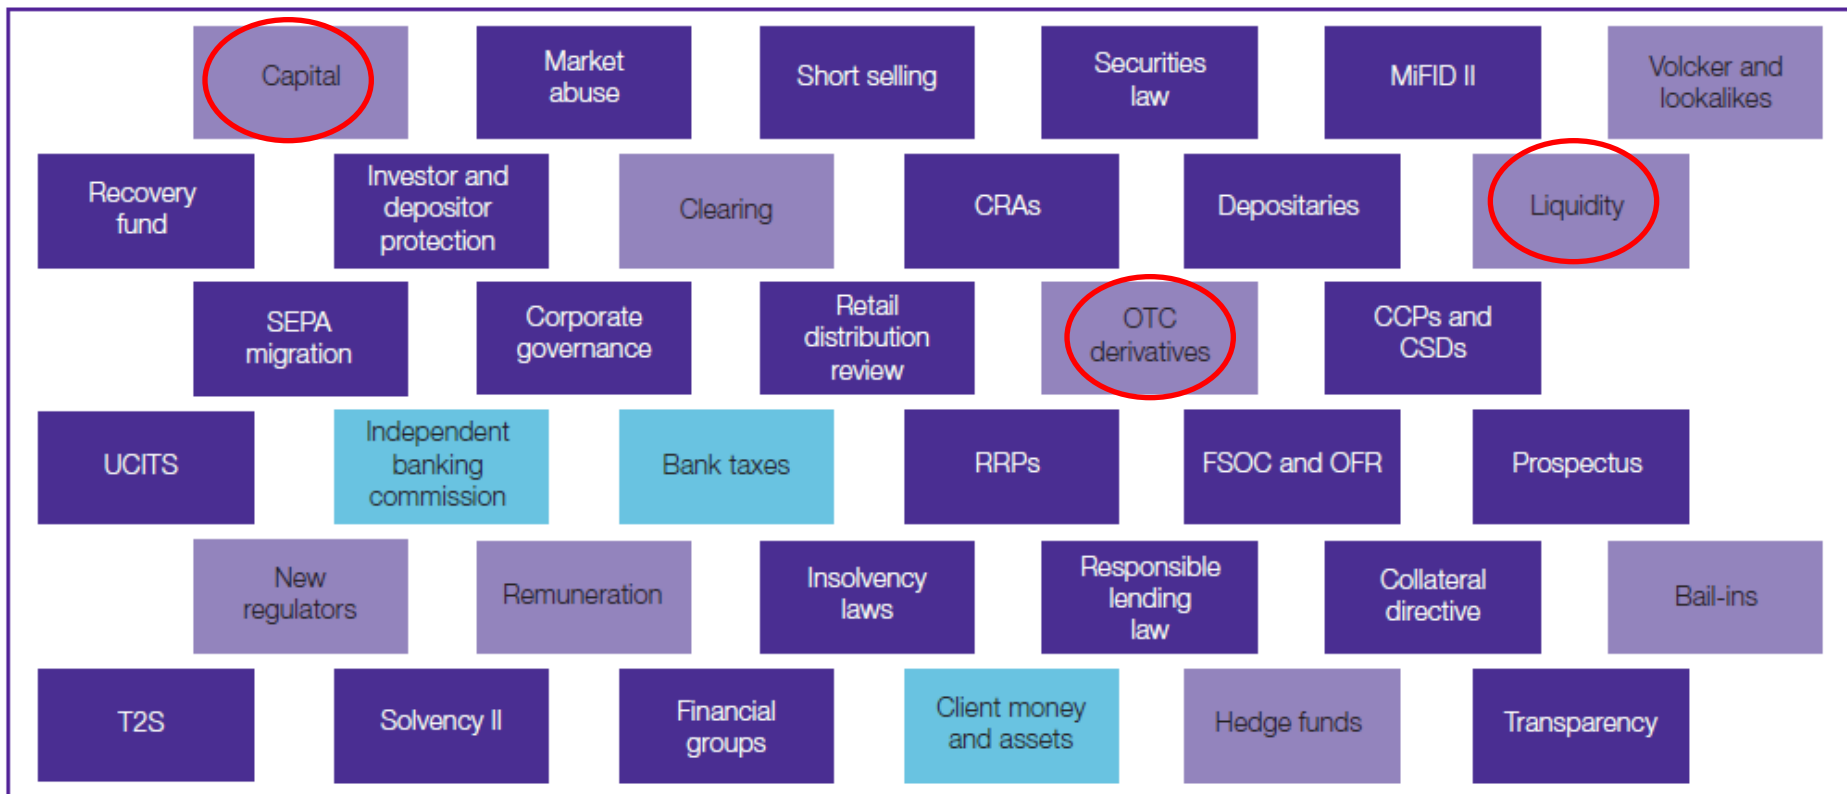 Capital
Market
abuse
Short selling
Securities
law
MiFID II
Volcker and
lookalikes
Recovery
fund
Investor and
depositor
protection
Clearing
CRAs
Depositaries
Liquidity
SEPA
migration
Corporate
governance
Retail
distribution
review
OTC
derivatives
CCPs and
CSDs
UCITS
Independent
banking
commission
Bank taxes
RRPs
FSOC and OFR
Prospectus
New
regulators
Remuneration
Insolvency
laws
Responsible
lending
law
Collateral
directive
Bail-ins
T2S
Solvency II
Financial
groups
Client money
and assets
Hedge funds
Transparency